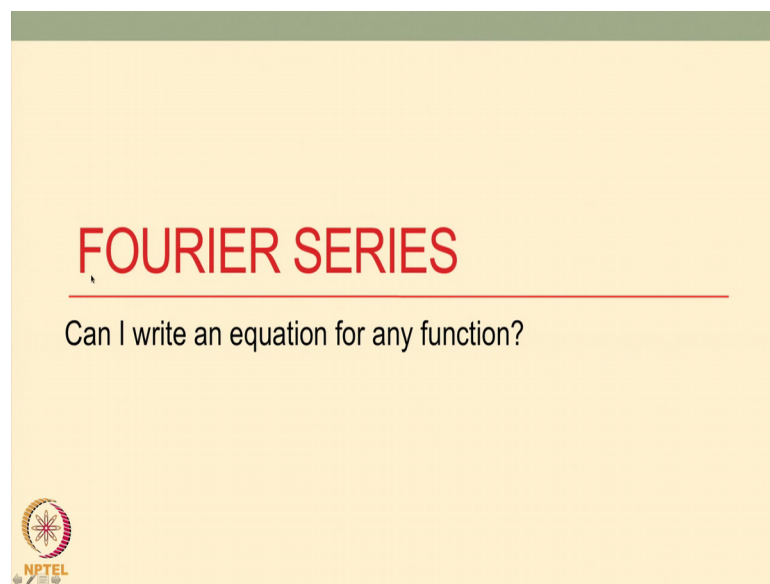 FOURIER SERIES
Can I write an equation for any function?
NPTEL